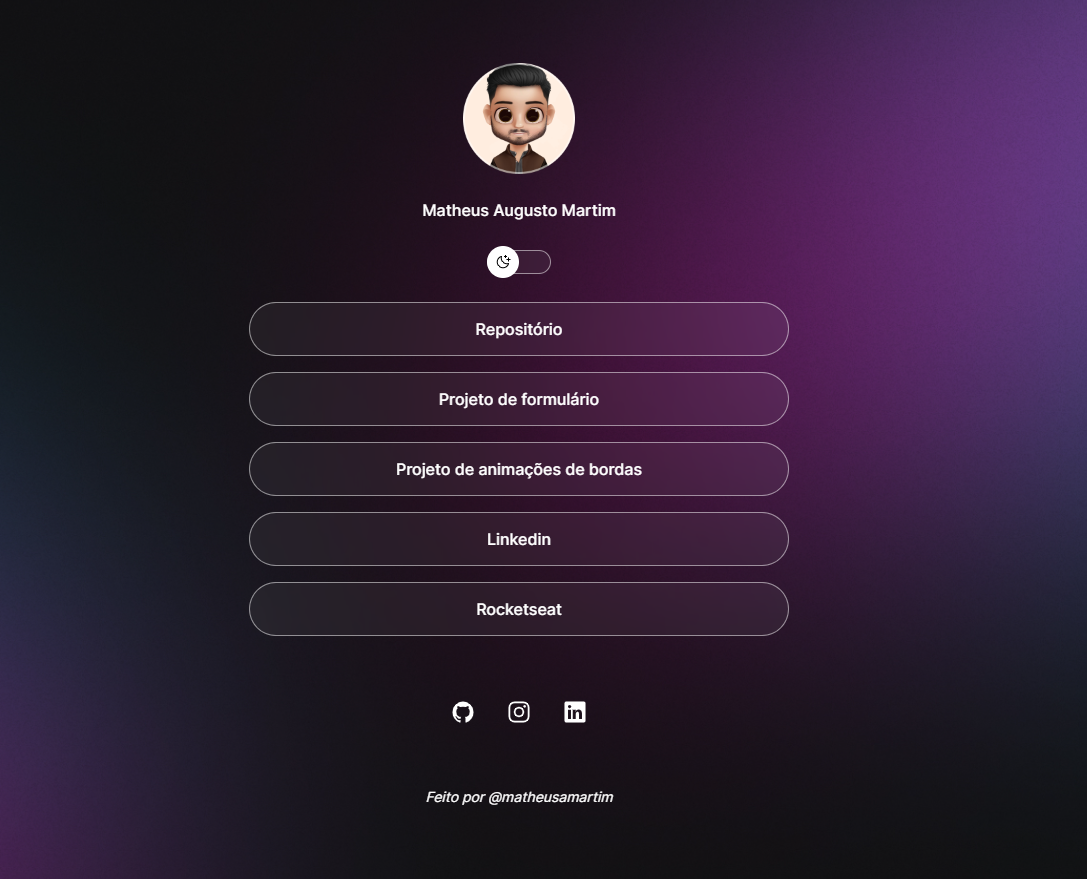 Matheus Augusto Martim
Repositório
Projeto de formulário
Projeto de animações de bordas
Linkedin
Rocketseat
Feito por @matheusamartim